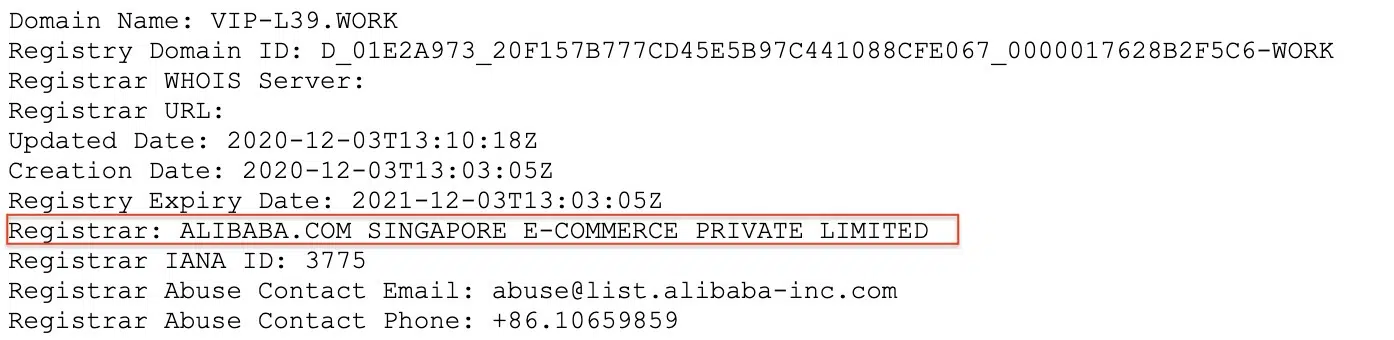 Domain Name: VIP-L39.WORK
Registry Domain ID: D_01E2A973_20F157B777CD45E5B97C441088CFE067_0000017628B2F5C6-WORK
Registrar WHOIS Server:
Registrar URL:
Updated Date: 2020-12-03T13:10:18Z
Creation Date: 2020-12-03T13:03:05Z
Registry Expiry Date: 2021-12-03T13:03:05Z
Registrar: ALIBABA.COM SINGAPORE E-COMMERCE PRIVATE LIMITED
Registrar IANA ID: 3775
Registrar Abuse Contact Email: abuse@list.alibaba-inc.com
Registrar Abuse Contact Phone: +86.10659859